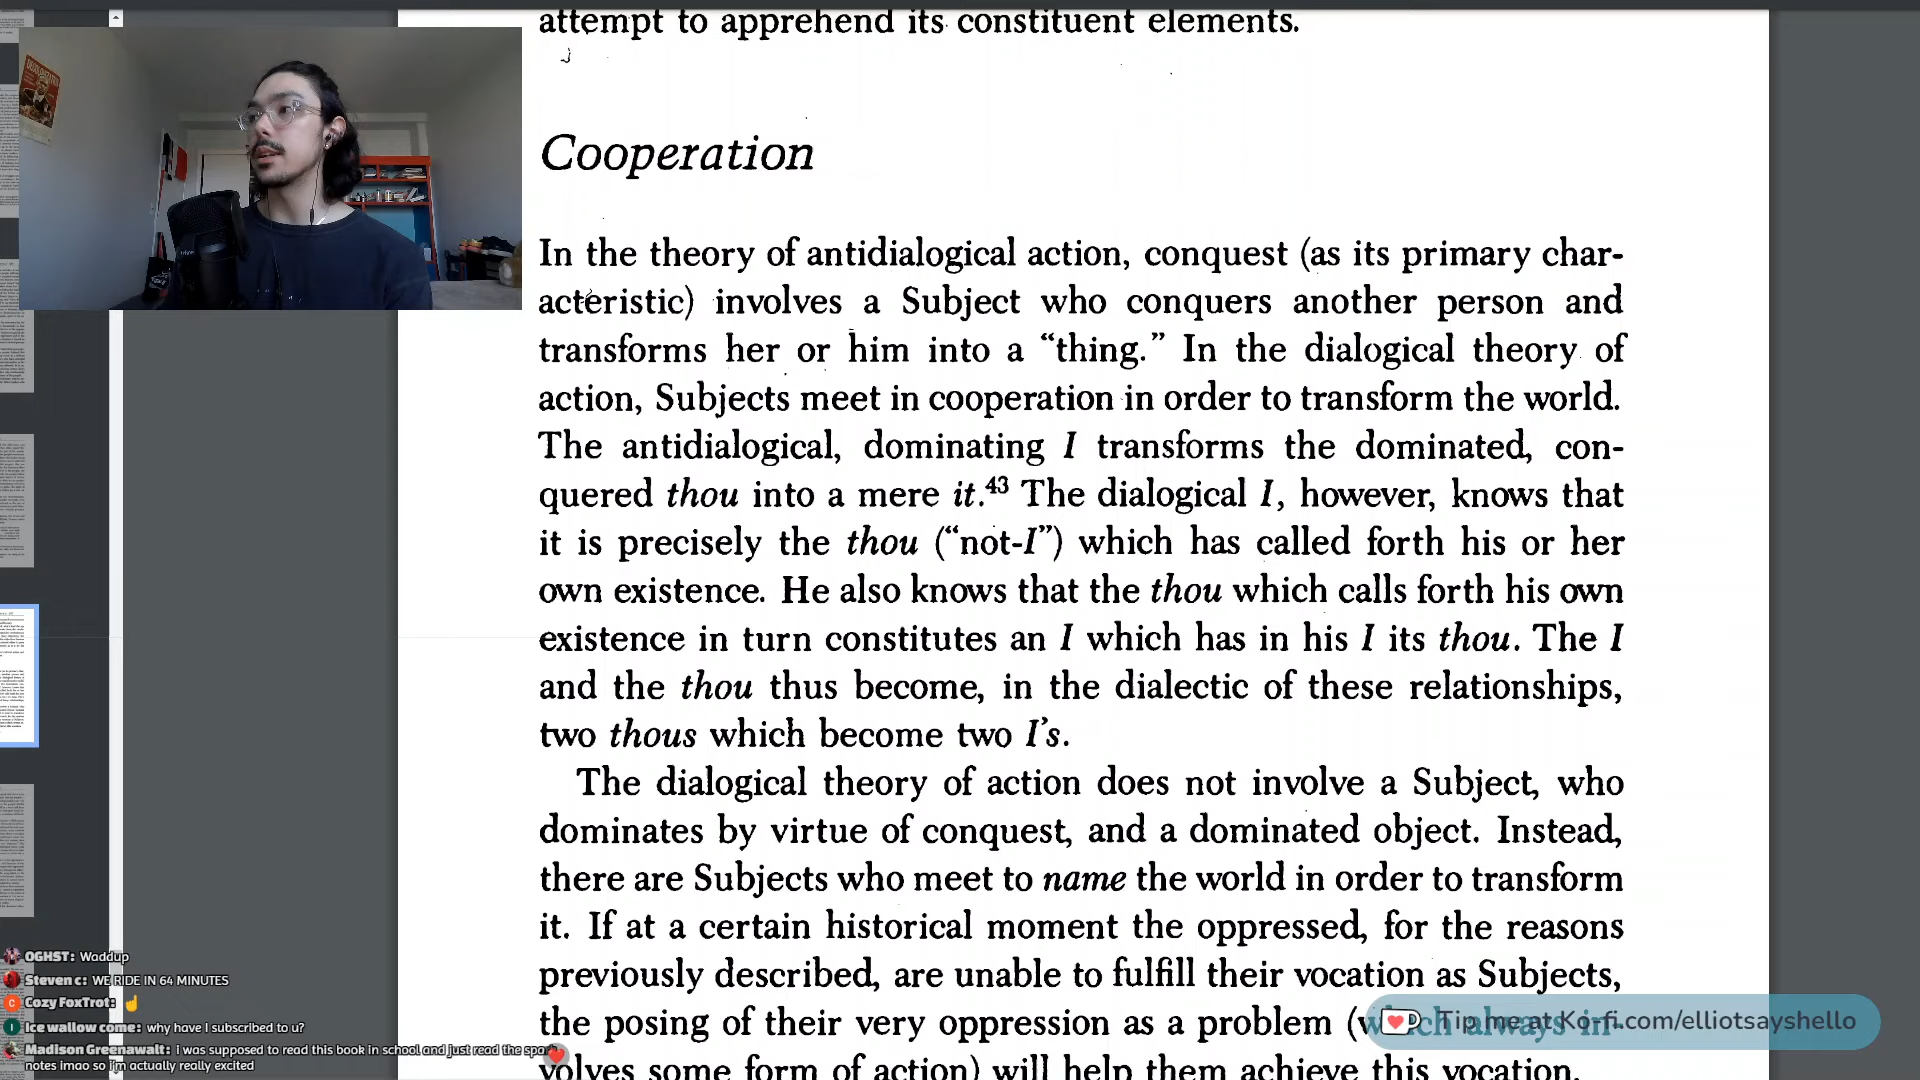 attempt to apprehend its constituent elements.
Cooperation
In the theory of antidialogical action, conquest (as its primary char-
acteristic) involves a Subject who conquers another person and
transforms her or him into a “thing.” In the dialogical theory of
action, Subjects meet in cooperation in order to transform the world.
The antidialogical, dominating I transforms the dominated, con-
quered thou into a mere it.43 The dialogical I, however, knows that
it is precisely the thou (“not-I”) which has called forth his or her
own existence. He also knows that the thou which calls forth his own
existence in turn constitutes an I which has in his I its thou. The I
and the thou thus become, in the dialectic of these relationships,
two thous which become two I’s.
The dialogical theory of action does not involve a Subject, who
dominates by virtue of conquest, and a dominated object. Instead,
there are Subjects who meet to name the world in order to transform
it. If at a certain historical moment the oppressed, for the reasons
previously described, are unable to fulfill their vocation as Subjects,
the posing of their very oppression as a problem (which always in-
volves some form of action) will help them achieve this vocation.
OGHST: Waddup
Steven c: WE RIDE IN 64 MINUTES
Cozy FoxTrot: ☝
Ice wallow come: why have I subscribed to u?
Madison Greenawalt: i was supposed to read this book in school and just read the spark
notes lmao so I'm actually really excited
Tip me at Ko-fi.com/elliotsayshello